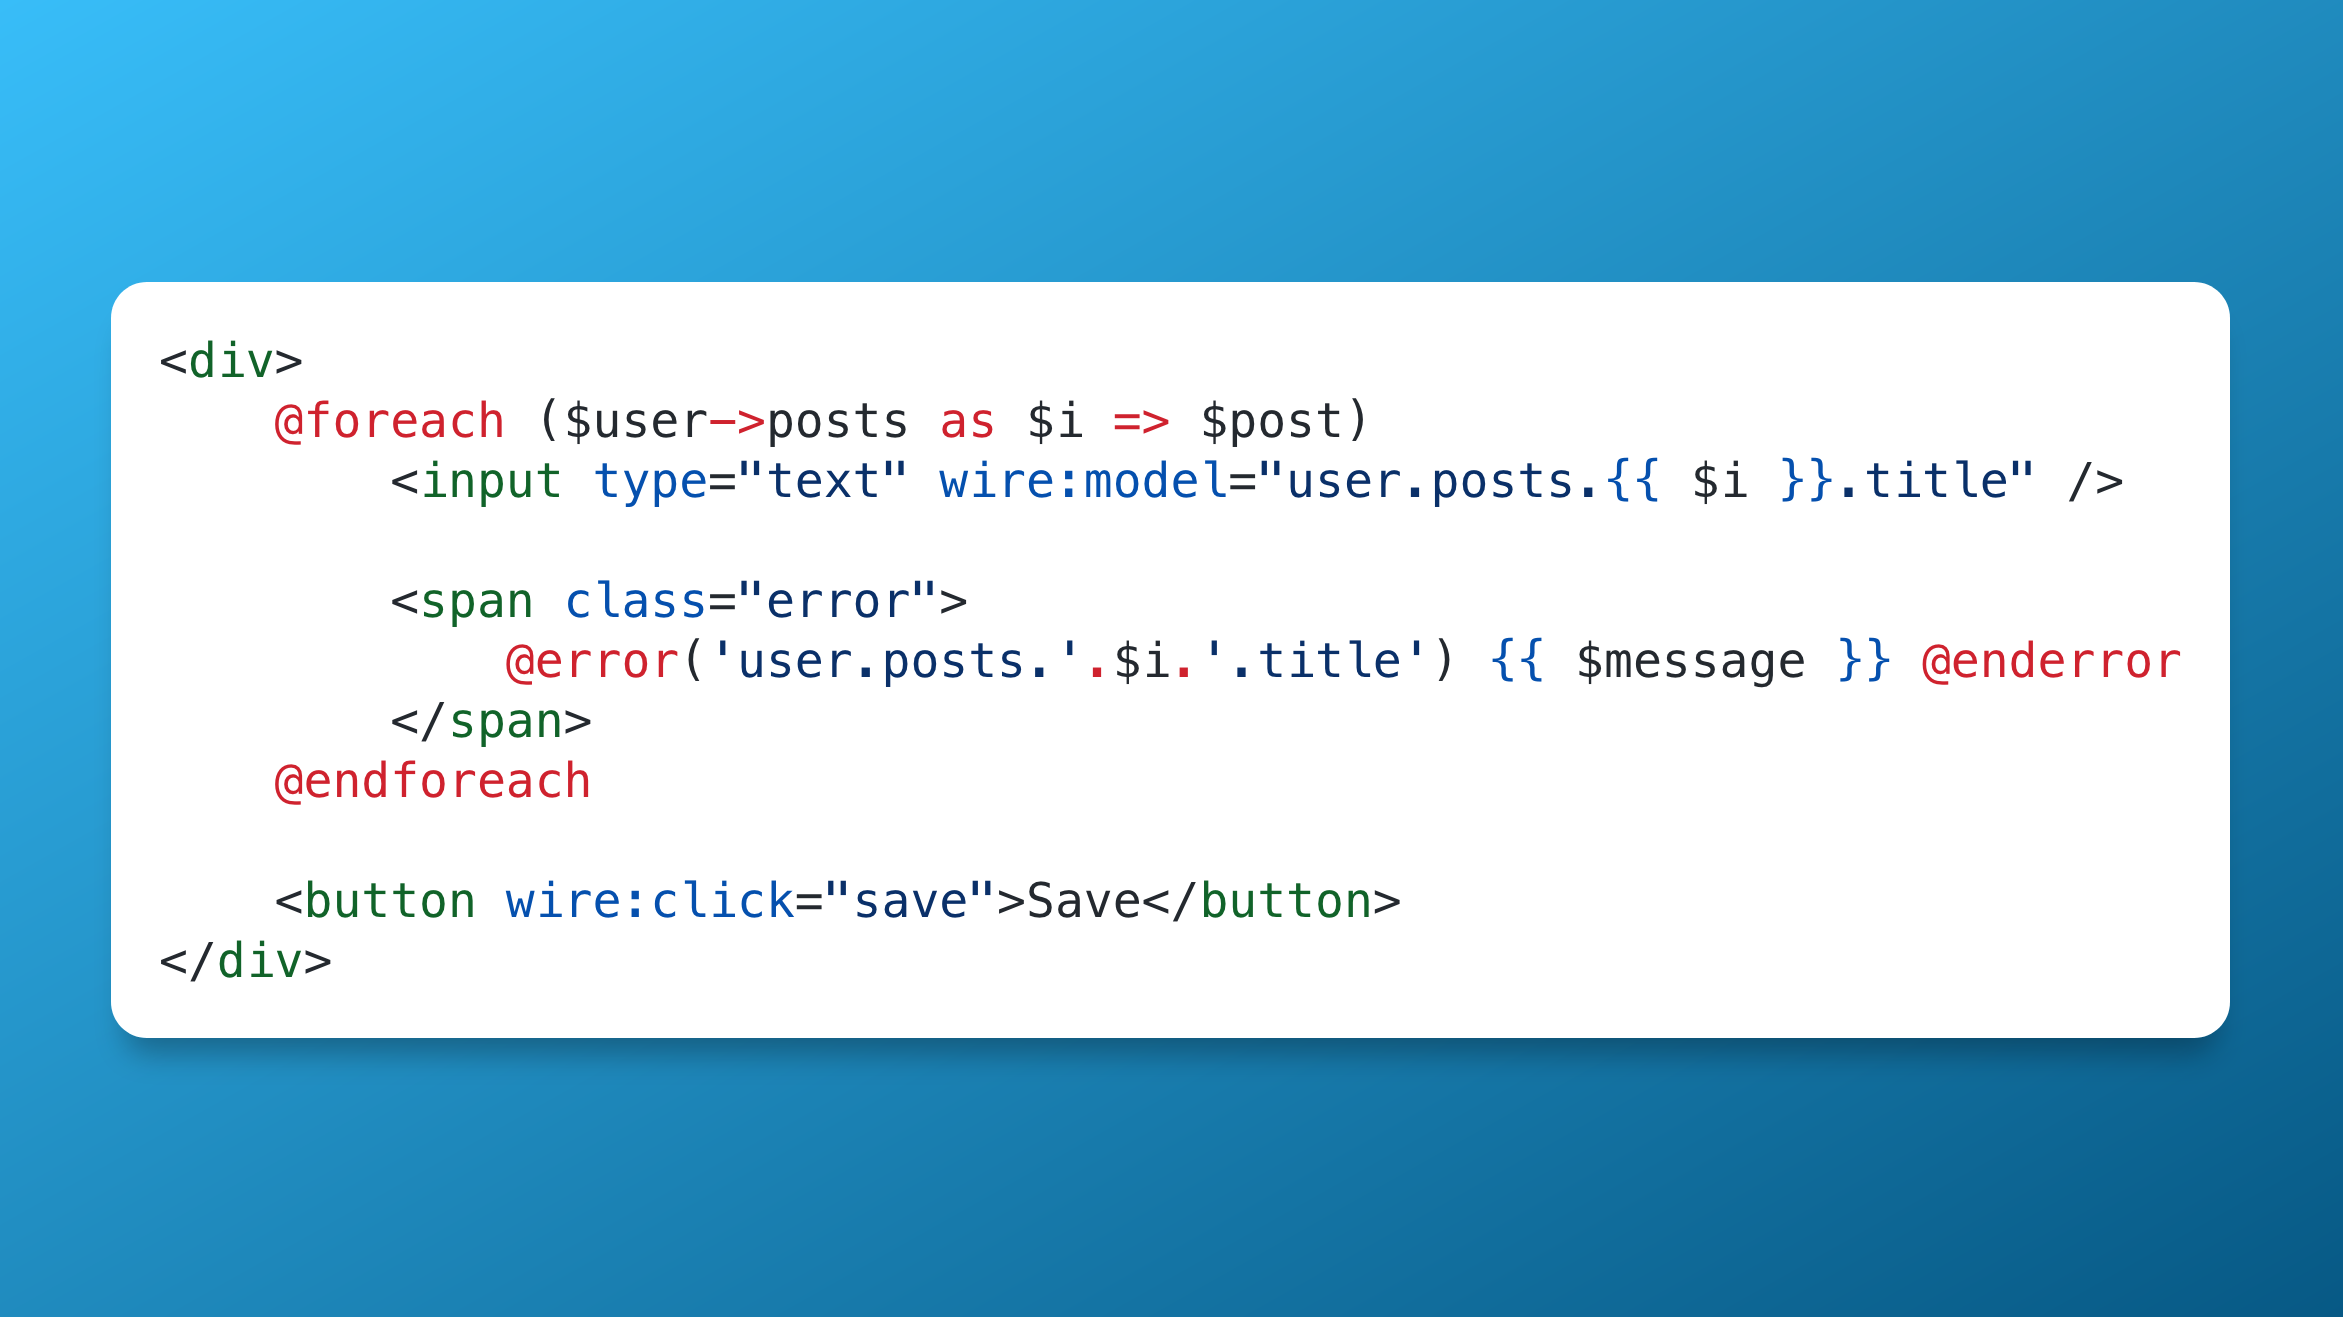 <div>
    @foreach ($user->posts as $i => $post)
        <input type="text" wire:model="user.posts.{{ $i }}.title" />

        <span class="error">
            @error('user.posts.'.$i.'.title') {{ $message }} @enderror
        </span>
    @endforeach

    <button wire:click="save">Save</button>
</div>